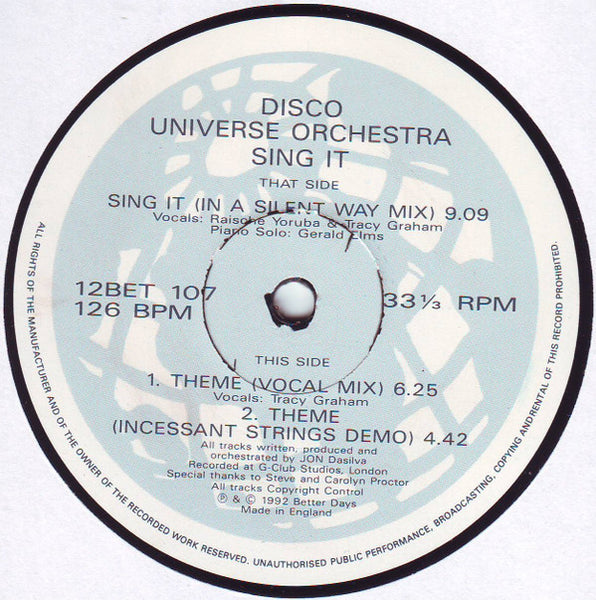 DISCO
UNIVERSE ORCHESTRA
SING IT
THAT SIDE
SING IT (IN A SILENT WAY MIX) 9.09
Vocals: Raische Yoruba & Tracy Graham
Piano Solo: Gerald Elms
12BET 107
126 BPM
33⅓ RPM
THIS SIDE
1. THEME (VOCAL MIX) 6.25
Vocals: Tracy Graham
2. THEME
(INCESSANT STRINGS DEMO) 4.42
All tracks written, produced and
orchestrated by JON Dasilva
Recorded at G-Club Studios, London
Special thanks to Steve and Carolyn Proctor
All tracks Copyright Control
℗ & © 1992 Better Days
Made in England
ALL RIGHTS OF THE MANUFACTURER AND OF THE OWNER OF THE RECORDED WORK RESERVED. UNAUTHORISED PUBLIC PERFORMANCE, BROADCASTING, COPYING ANDRENTAL OF THIS RECORD PROHIBITED.